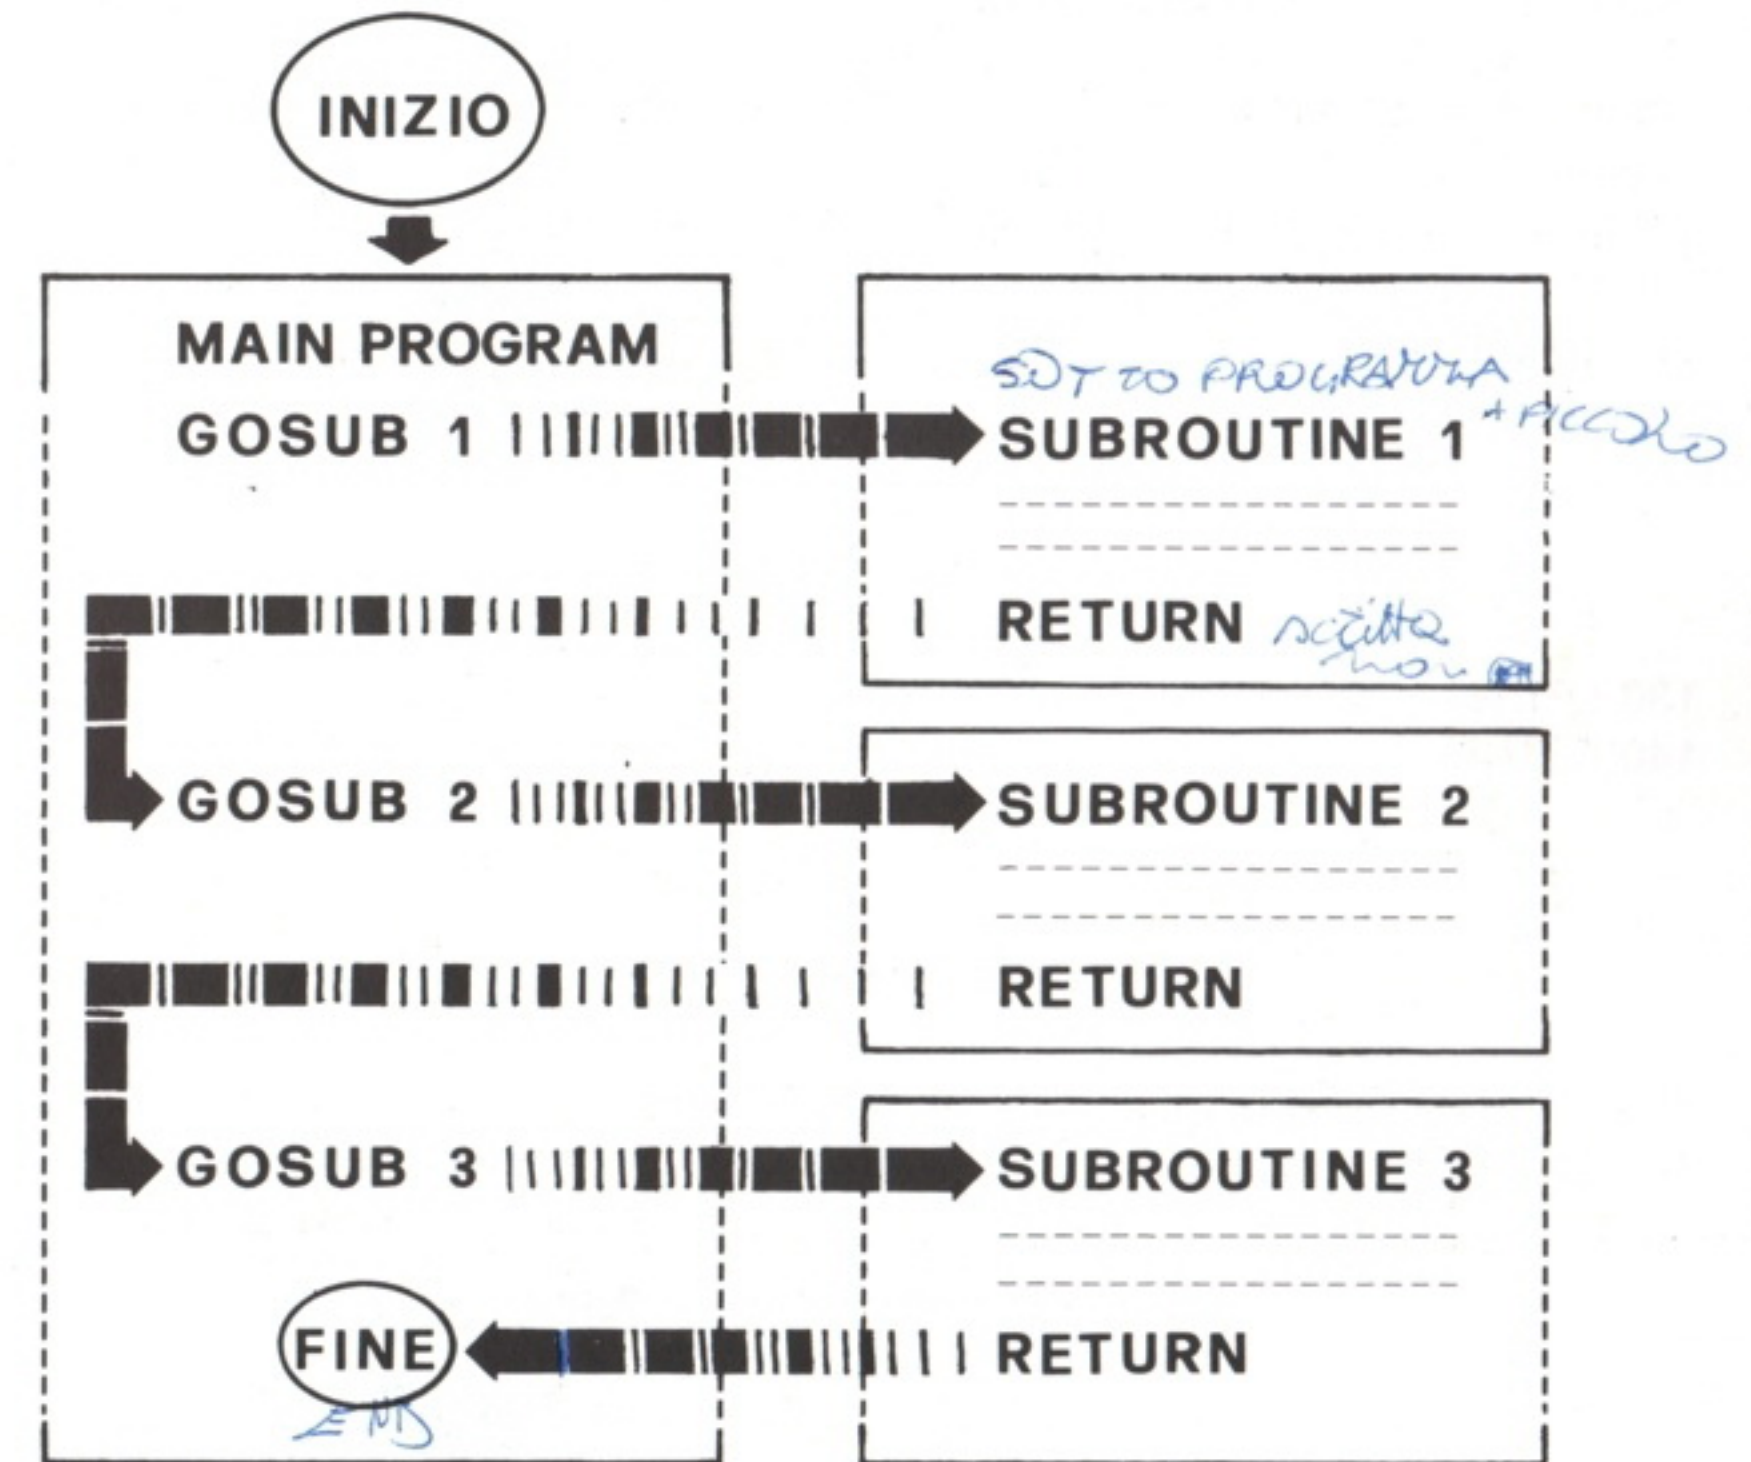 INIZIO
MAIN PROGRAM
SOTTO PROGRAMMA
+ PICCOLO
GOSUB 1
SUBROUTINE 1
RETURN
GOSUB 2
SUBROUTINE 2
RETURN
GOSUB 3
SUBROUTINE 3
FINE
RETURN
END